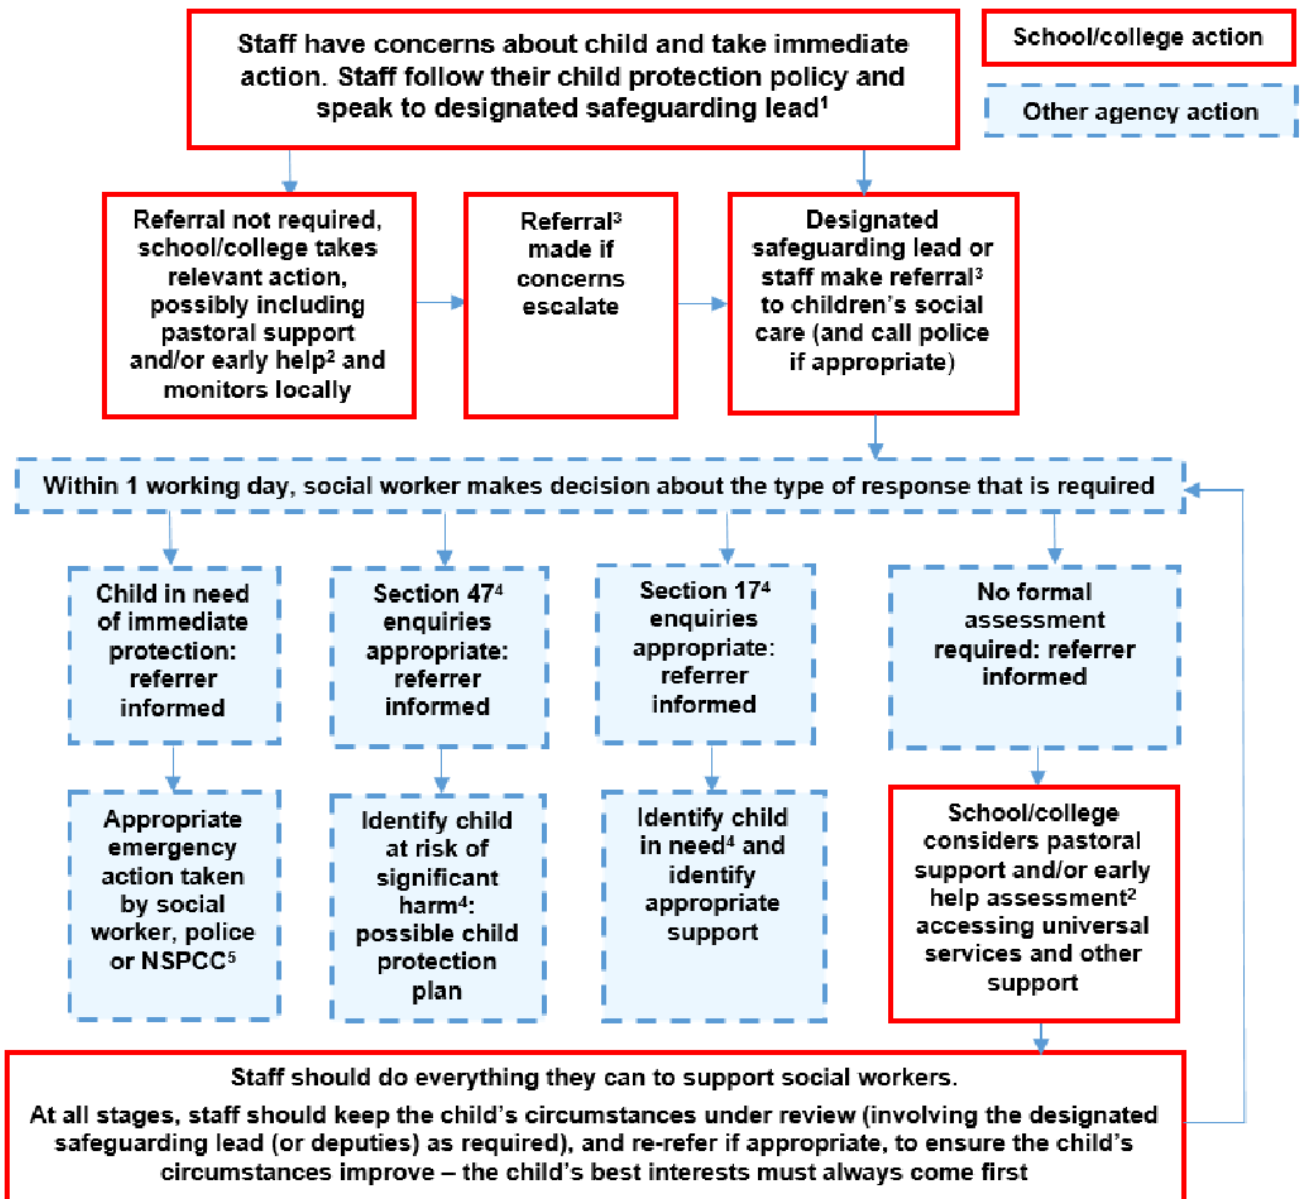 Staff have concerns about child and take immediate
action. Staff follow their child protection policy and
speak to designated safeguarding lead¹
School/college action
Other agency action
Referral not required,
school/college takes
relevant action,
possibly including
pastoral support
and/or early help² and
monitors locally
Referral³
made if
concerns
escalate
Designated
safeguarding lead or
staff make referral³
to children’s social
care (and call police
if appropriate)
Within 1 working day, social worker makes decision about the type of response that is required
Child in need
of immediate
protection:
referrer
informed
Section 47⁴
enquiries
appropriate:
referrer
informed
Section 17⁴
enquiries
appropriate:
referrer
informed
No formal
assessment
required: referrer
informed
Appropriate
emergency
action taken
by social
worker, police
or NSPCC⁵
Identify child
at risk of
significant
harm⁴:
possible child
protection
plan
Identify child
in need⁴ and
identify
appropriate
support
School/college
considers pastoral
support and/or early
help assessment²
accessing universal
services and other
support
Staff should do everything they can to support social workers.
At all stages, staff should keep the child’s circumstances under review (involving the designated
safeguarding lead (or deputies) as required), and re-refer if appropriate, to ensure the child’s
circumstances improve – the child’s best interests must always come first